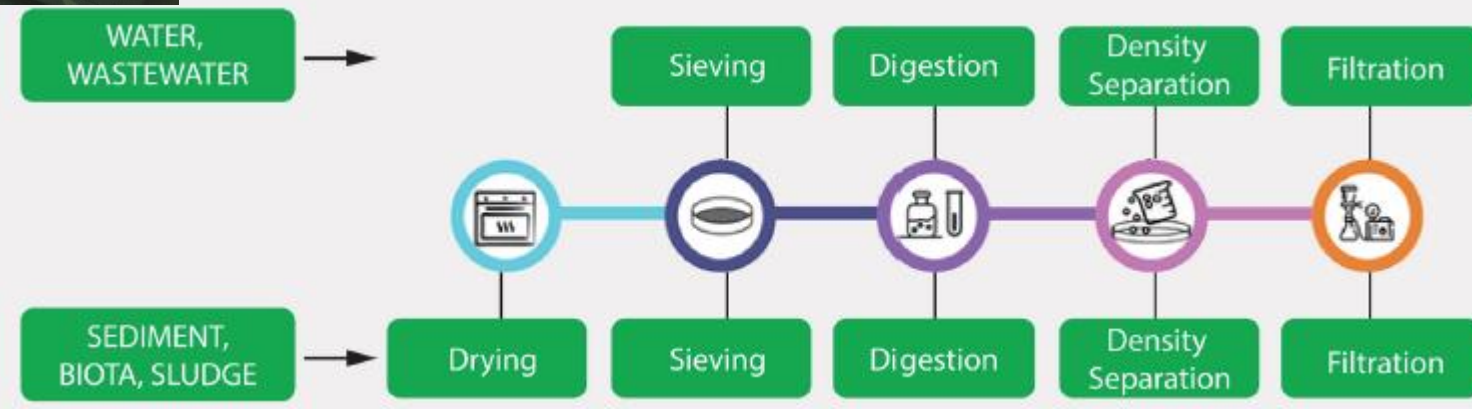 WATER,
WASTEWATER
Sieving
Digestion
Density
Separation
Filtration
SEDIMENT,
BIOTA, SLUDGE
Drying
Sieving
Digestion
Density
Separation
Filtration